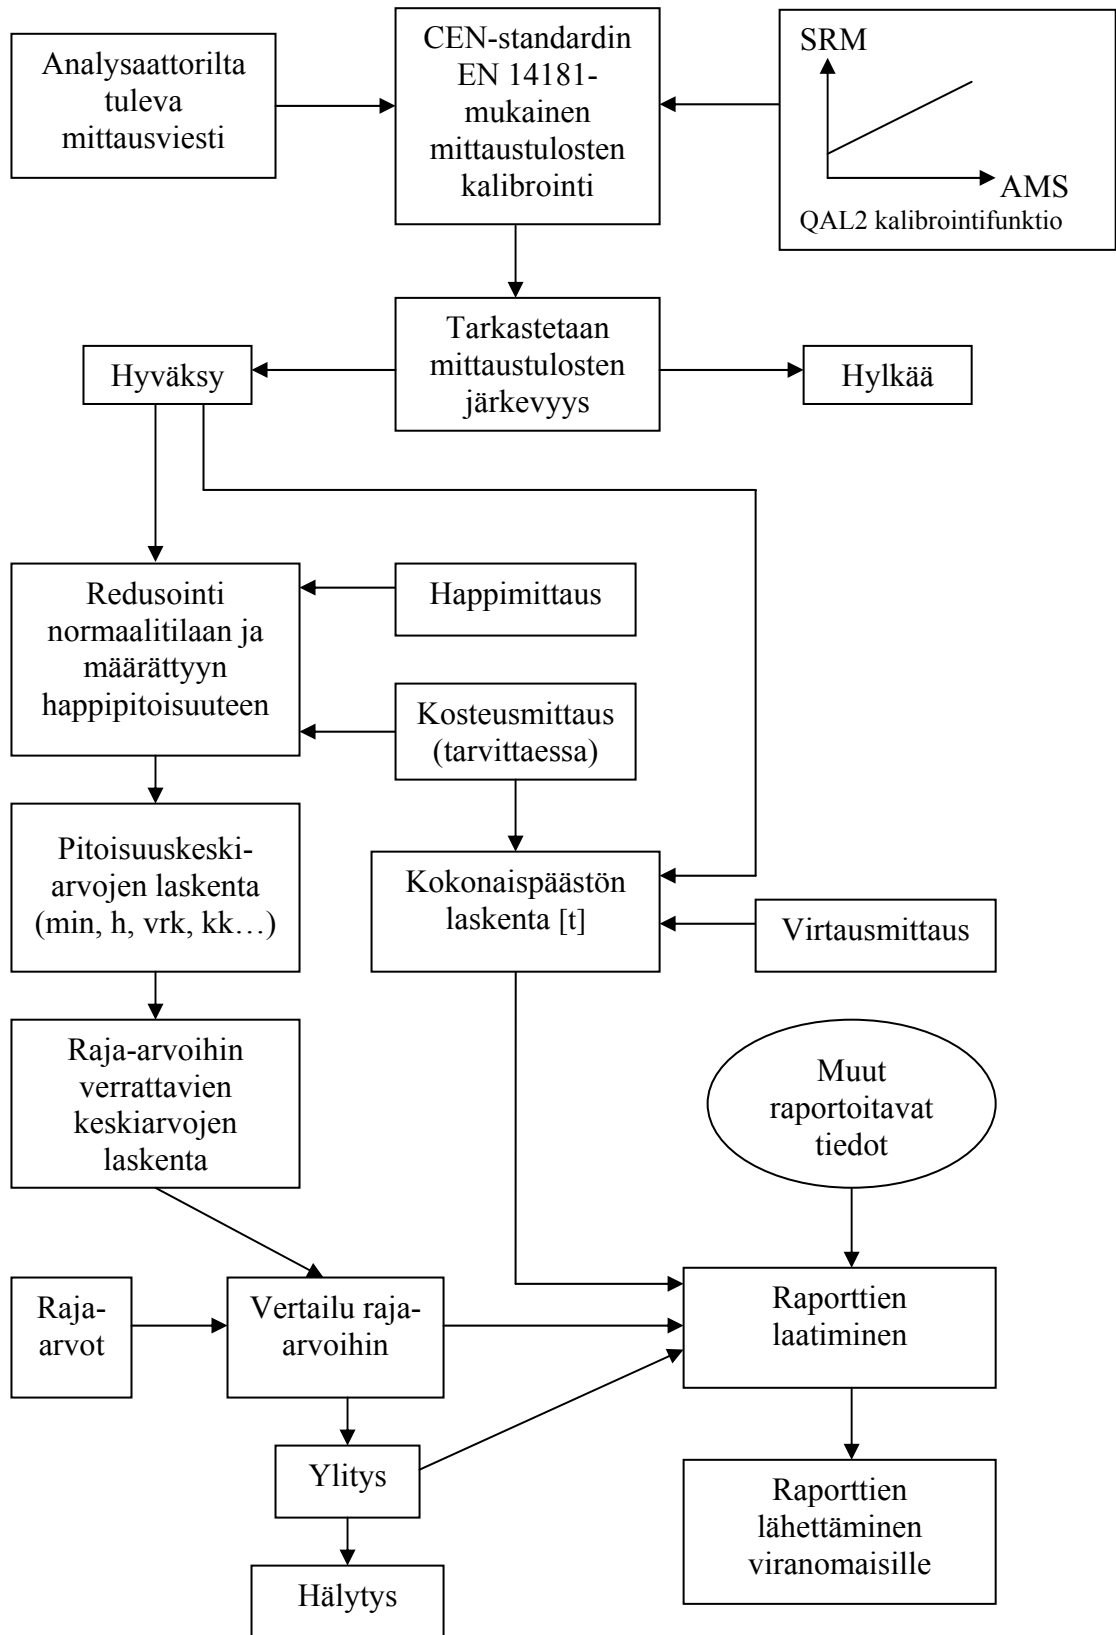 Analysaattorilta
tuleva
mittausviesti
CEN-standardin
EN 14181-
mukainen
mittaustulosten
kalibrointi
SRM
AMS
QAL2 kalibrointifunktio
Hyväksy
Tarkastetaan
mittaustulosten
järkevyys
Hylkää
Redusointi
normaalitilaan ja
määrättyyn
happipitoisuuteen
Happimittaus
Kosteusmittaus
(tarvittaessa)
Pitoisuuskeski-
arvojen laskenta
(min, h, vrk, kk…)
Kokonaispäästön
laskenta [t]
Virtausmittaus
Raja-arvoihin
verrattavien
keskiarvojen
laskenta
Muut
raportoitavat
tiedot
Raja-
arvot
Vertailu raja-
arvoihin
Raporttien
laatiminen
Ylitys
Raporttien
lähettäminen
viranomaisille
Hälytys